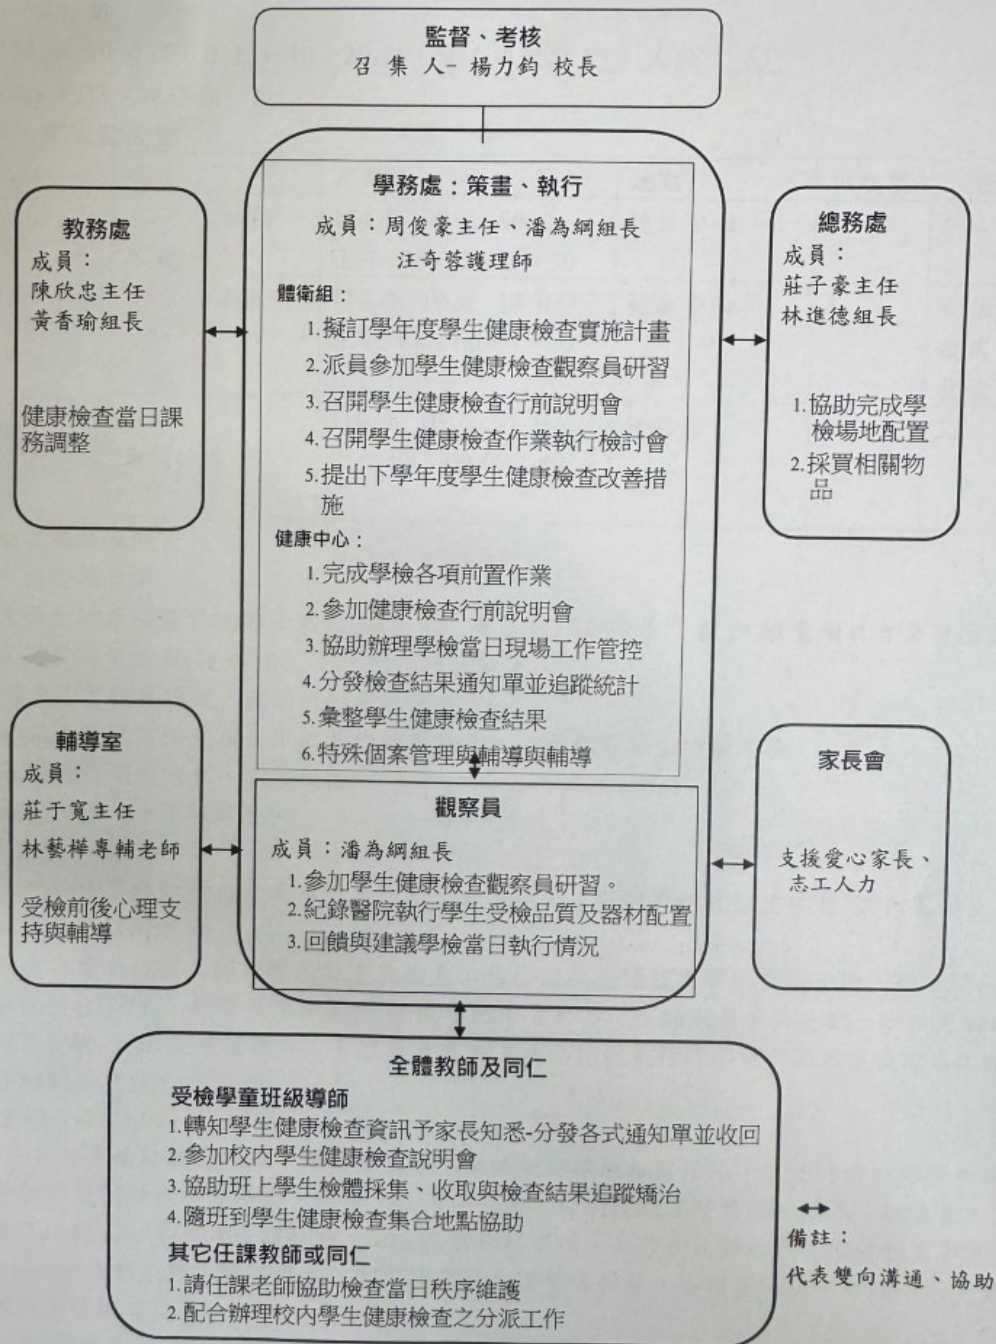 監督、考核
召 集 人- 楊力鈞 校長
學務處：策畫、執行
成員：周俊豪主任、潘為綱組長
汪奇蓉護理師
體衛組：
1.擬訂學年度學生健康檢查實施計畫
2.派員參加學生健康檢查觀察員研習
3.召開學生健康檢查行前說明會
4.召開學生健康檢查作業執行檢討會
5.提出下學年度學生健康檢查改善措
施
健康中心：
1.完成學檢各項前置作業
2.參加健康檢查行前說明會
3.協助辦理學檢當日現場工作管控
4.分發檢查結果通知單並追蹤統計
5.彙整學生健康檢查結果
6.特殊個案管理與輔導與輔導
教務處
成員：
陳欣忠主任
黃香瑜組長
健康檢查當日課
務調整
總務處
成員：
莊子豪主任
林進德組長
1.協助完成學
檢場地配置
2.採買相關物
品
輔導室
成員：
莊于寬主任
林藝樺專輔老師
受檢前後心理支
持與輔導
觀察員
成員：潘為綱組長
1.參加學生健康檢查觀察員研習。
2.紀錄醫院執行學生受檢品質及器材配置
3.回饋與建議學檢當日執行情況
家長會
支援愛心家長、
志工人力
全體教師及同仁
受檢學童班級導師
1.轉知學生健康檢查資訊予家長知悉-分發各式通知單並收回
2.參加校內學生健康檢查說明會
3.協助班上學生檢體採集、收取與檢查結果追蹤矯治
4.隨班到學生健康檢查集合地點協助
其它任課教師或同仁
1.請任課老師協助檢查當日秩序維護
2.配合辦理校內學生健康檢查之分派工作
備註：
代表雙向溝通、協助